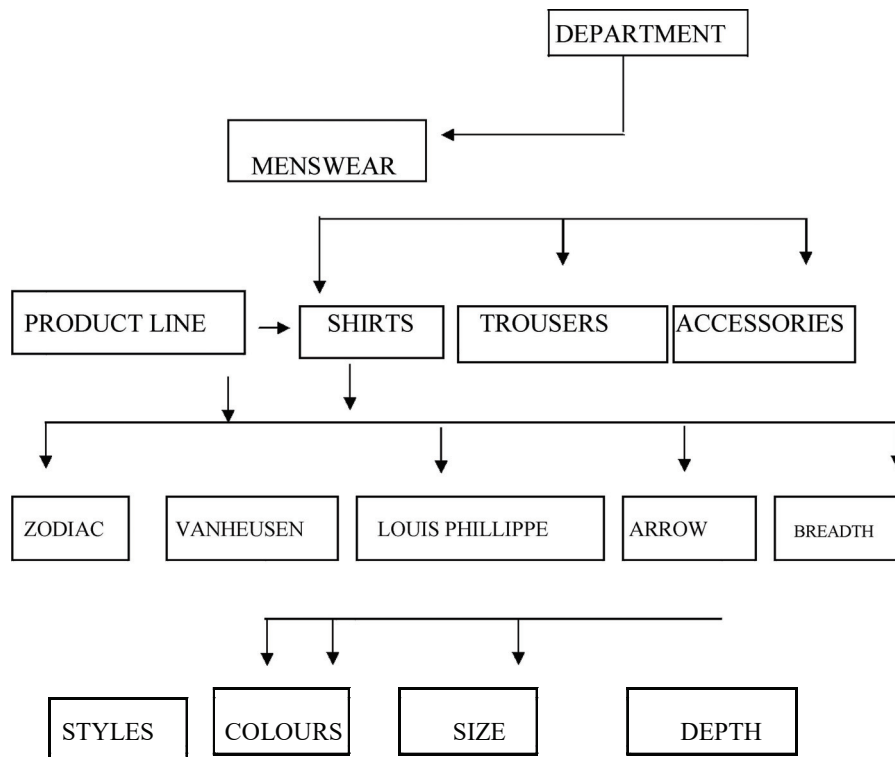 DEPARTMENT
MENSWEAR
PRODUCT LINE
SHIRTS
TROUSERS
ACCESSORIES
ZODIAC
VANHEUSEN
LOUIS PHILLIPPE
ARROW
BREADTH
STYLES
COLOURS
SIZE
DEPTH